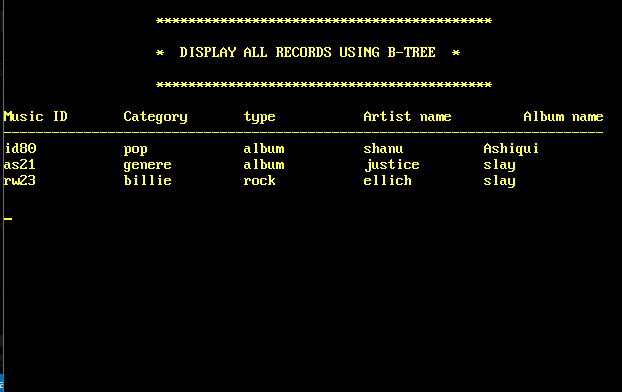 ******************************************
* DISPLAY ALL RECORDS USING B-TREE *
******************************************
Music ID Category type Artist name Album name
---------------------------------------------------------------------------
id80 pop album shanu Ashiqui
as21 genere album justice slay
rw23 billie rock ellich slay